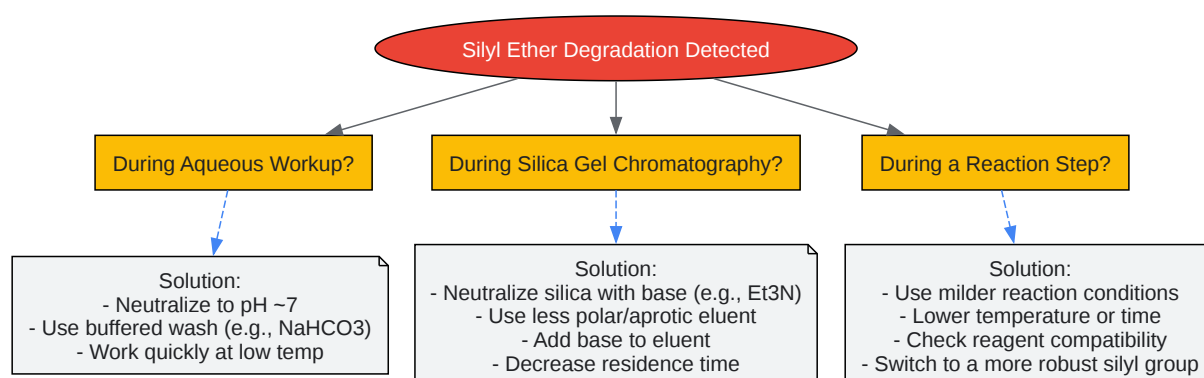 Silyl Ether Degradation Detected
During Aqueous Workup?
During Silica Gel Chromatography?
During a Reaction Step?
Solution:
- Neutralize to pH ~7
- Use buffered wash (e.g., NaHCO3)
- Work quickly at low temp
Solution:
- Neutralize silica with base (e.g., Et3N)
- Use less polar/aprotic eluent
- Add base to eluent
- Decrease residence time
Solution:
- Use milder reaction conditions
- Lower temperature or time
- Check reagent compatibility
- Switch to a more robust silyl group